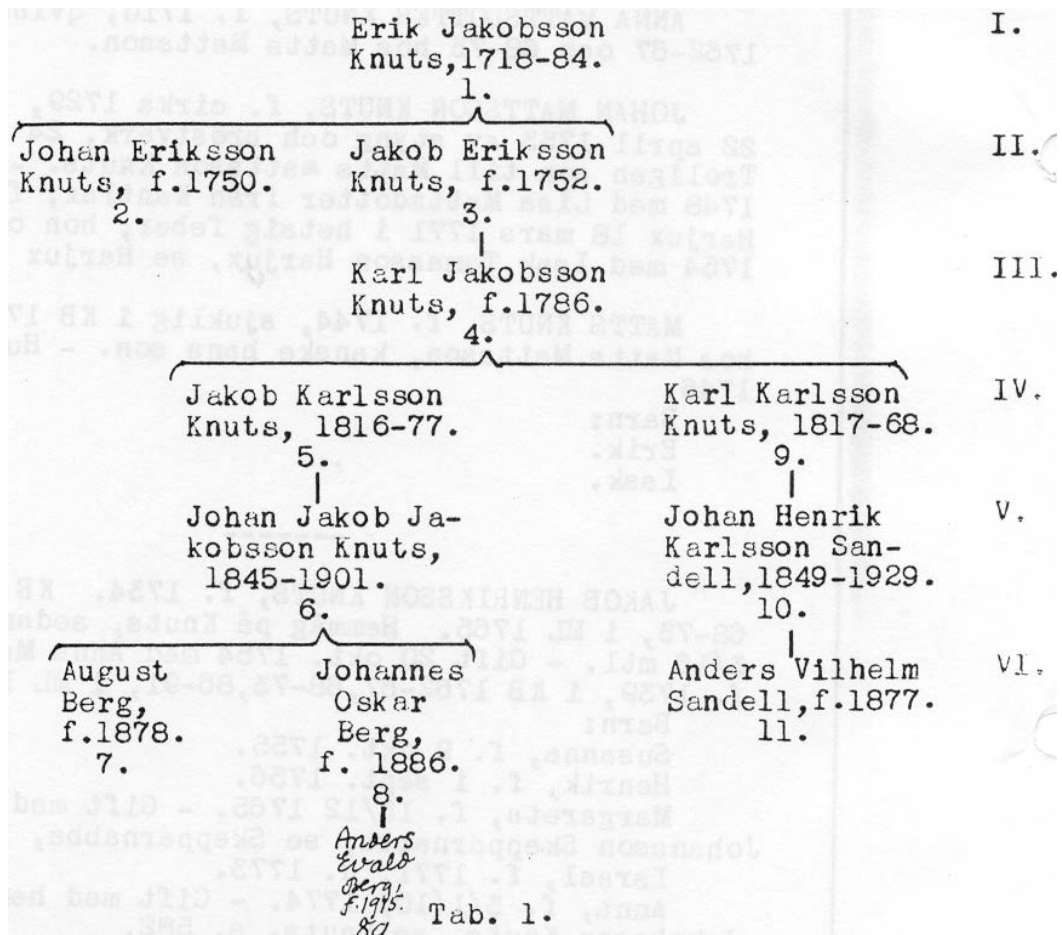 Erik Jakobsson
Knuts,1718-84.
1.
I.
Johan Eriksson
Knuts, f.1750.
2.
Jakob Eriksson
Knuts, f.1752.
3.
II.
Karl Jakobsson
Knuts, f.1786.
4.
III.
Jakob Karlsson
Knuts, 1816-77.
5.
Karl Karlsson
Knuts, 1817-68.
9.
IV.
Johan Jakob Ja-
kobsson Knuts,
1845-1901.
6.
Johan Henrik
Karlsson San-
dell,1849-1929.
10.
V.
August
Berg,
f.1878.
7.
Johannes
Oskar
Berg,
f. 1886.
8.
Anders Vilhelm
Sandell,f.1877.
11.
VI.
Anders
Evald
Berg,
f.1915.
8a
Tab. 1.